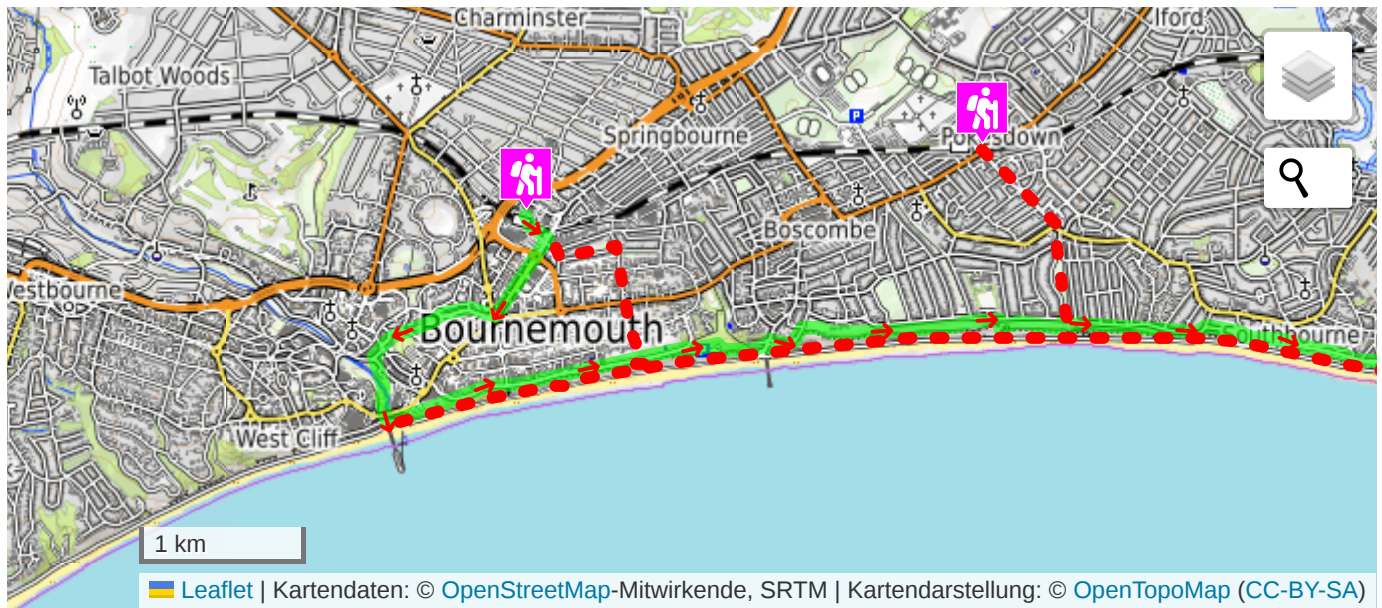 Charminster
Iford
Talbot Woods
P
Springbourne
Pokesdown
Boscombe
Westbourne
Bournemouth
Southbourne
West Cliff
1 km
Leaflet | Kartendaten: © OpenStreetMap-Mitwirkende, SRTM | Kartendarstellung: © OpenTopoMap (CC-BY-SA)